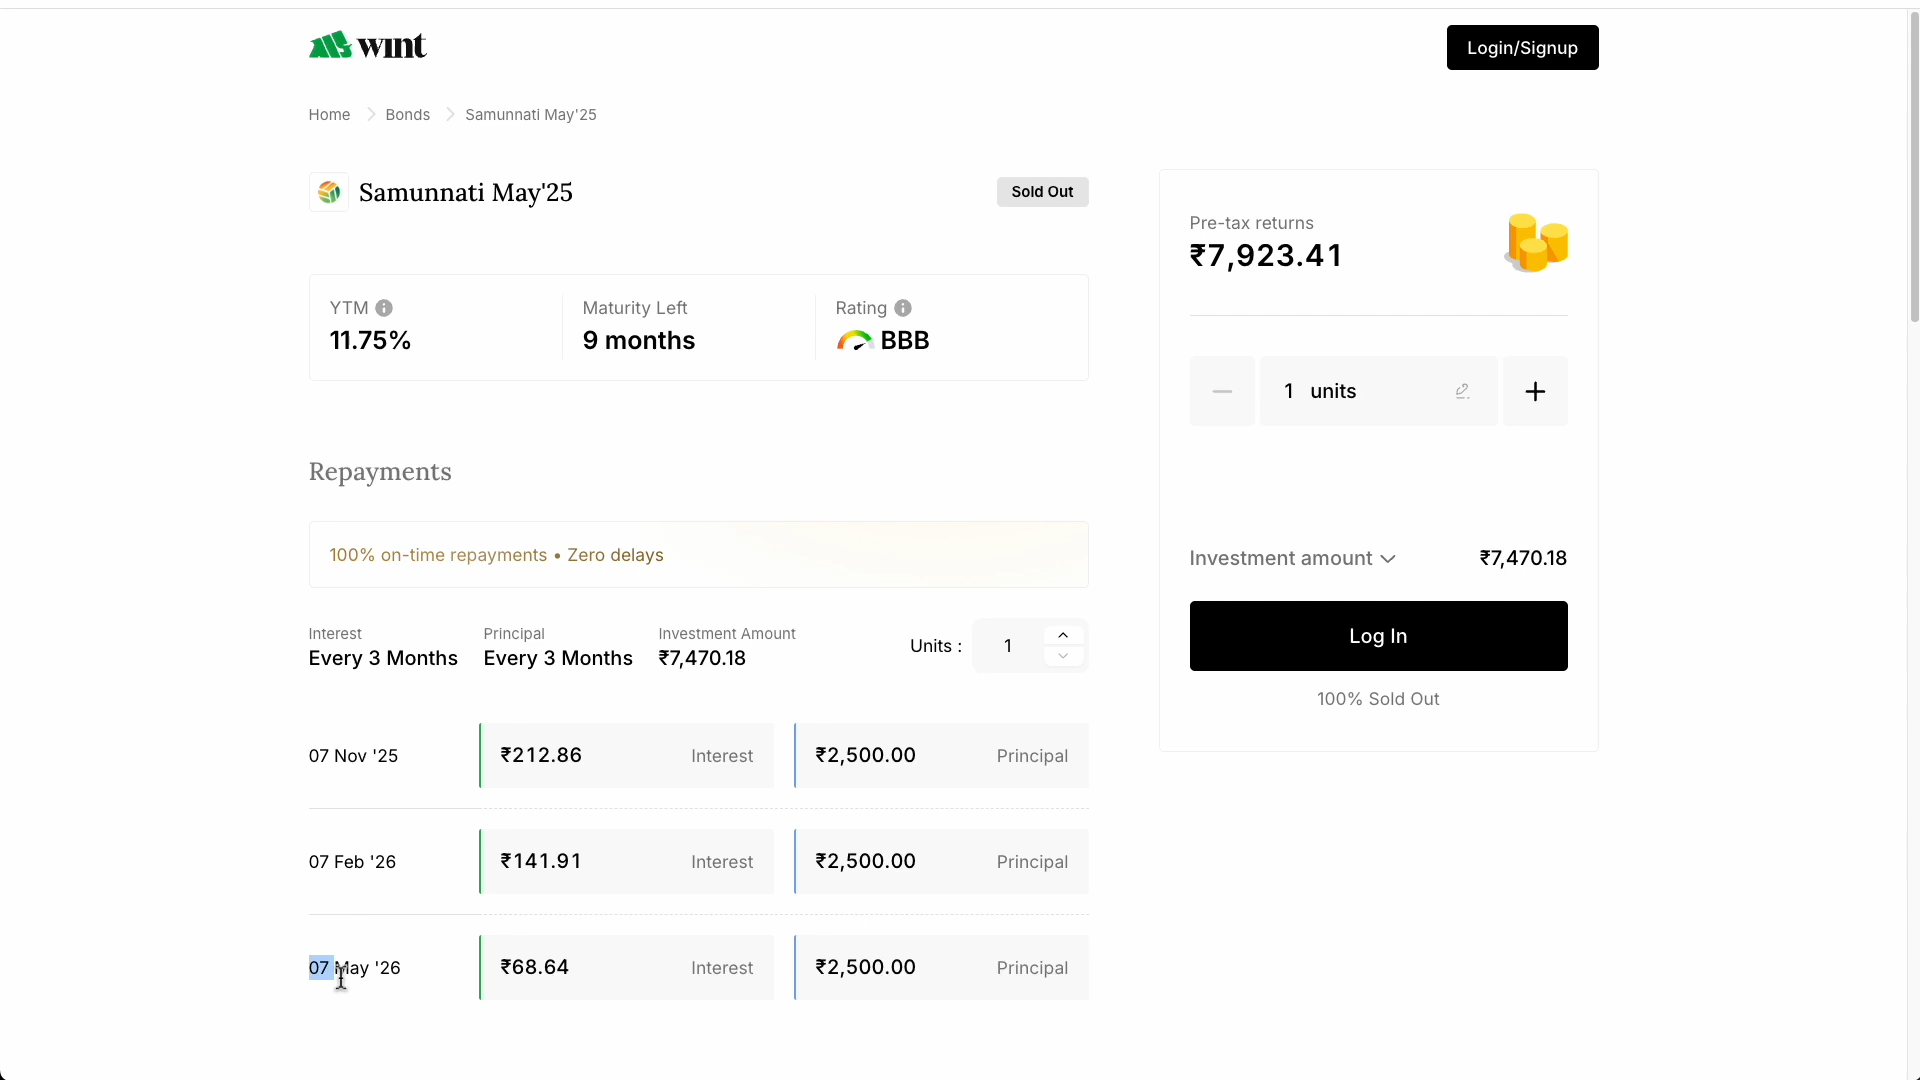 wint
Login/Signup
Home
Bonds
Samunnati May'25
Samunnati May'25
Sold Out
YTM
11.75%
Maturity Left
9 months
Rating
BBB
Pre-tax returns
₹7,923.41
1 units
Investment amount
₹7,470.18
Log In
100% Sold Out
Repayments
100% on-time repayments • Zero delays
Interest
Every 3 Months
Principal
Every 3 Months
Investment Amount
₹7,470.18
Units :
1
07 Nov '25
₹212.86
Interest
₹2,500.00
Principal
07 Feb '26
₹141.91
Interest
₹2,500.00
Principal
07 May '26
₹68.64
Interest
₹2,500.00
Principal